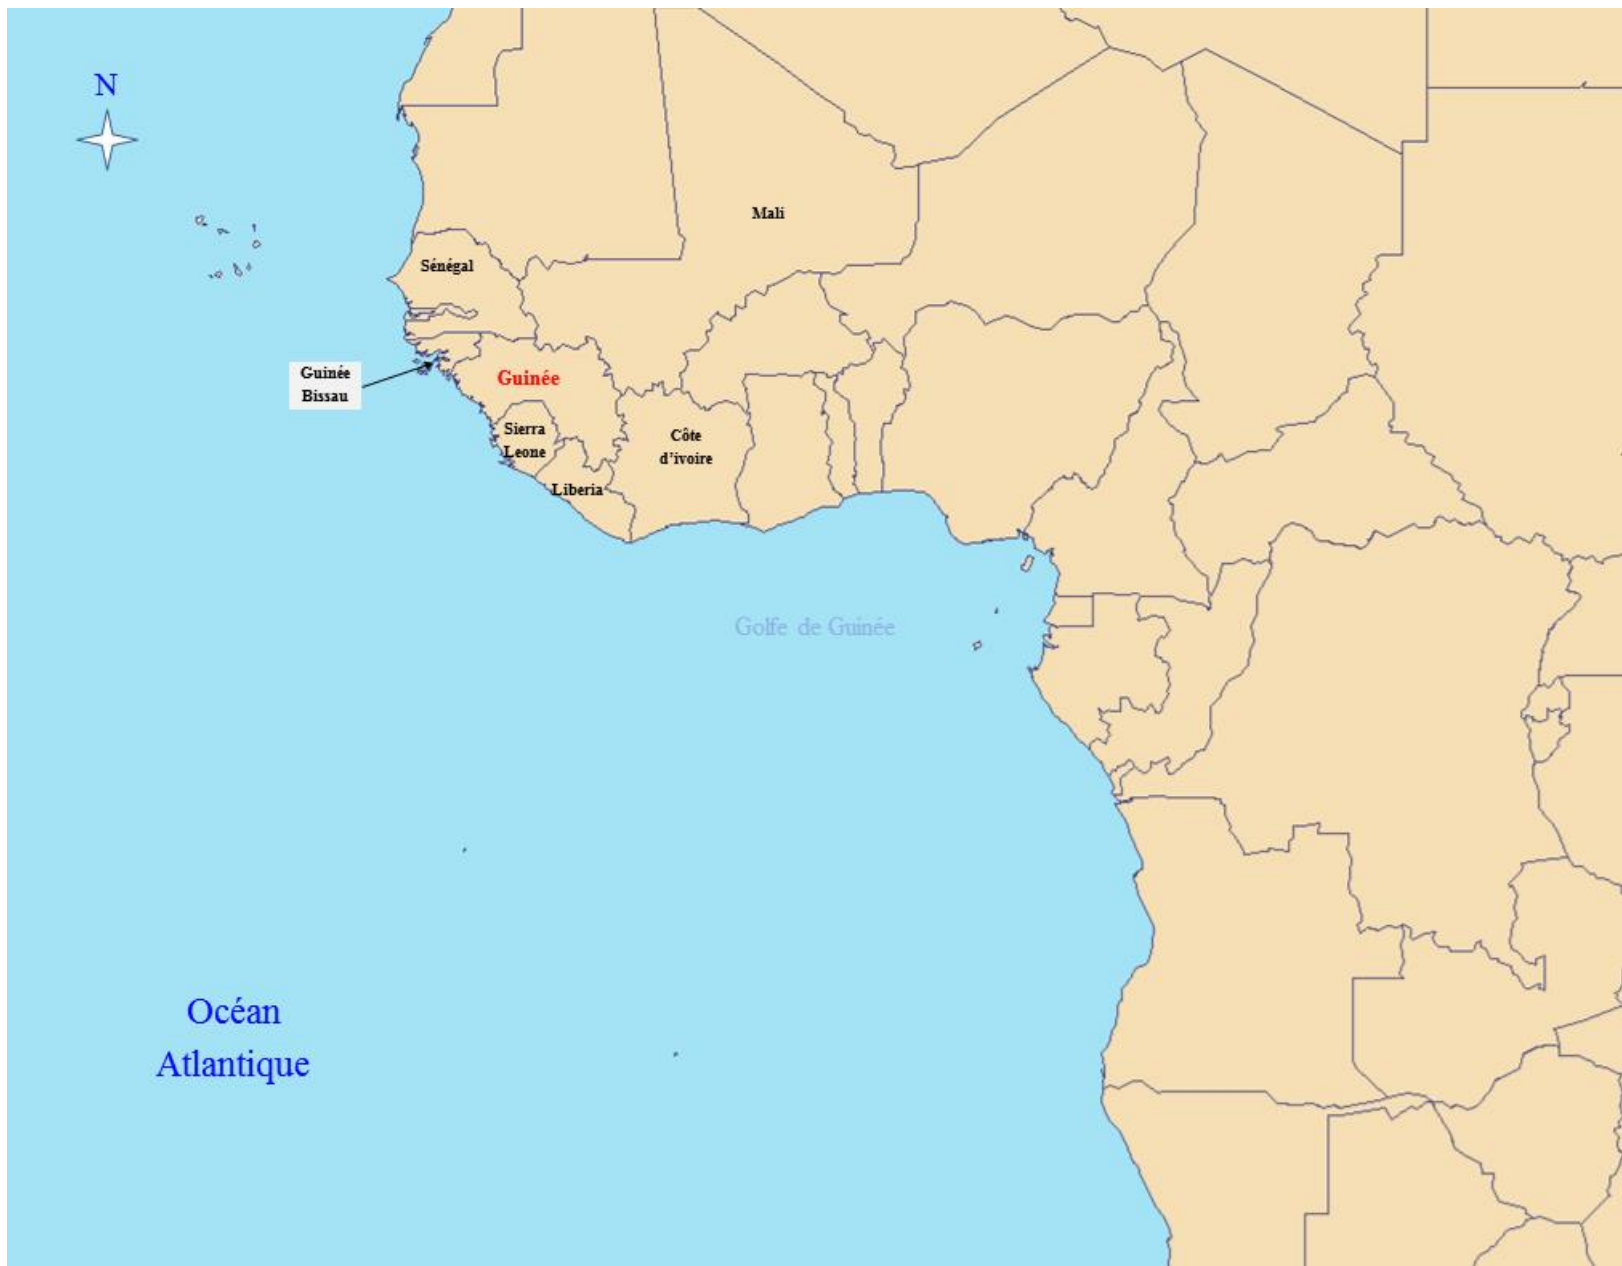 N
Mali
Sénégal
Guinée
Bissau
Guinée
Sierra
Leone
Côte
d'ivoire
Liberia
Golfe de Guinée
Océan
Atlantique